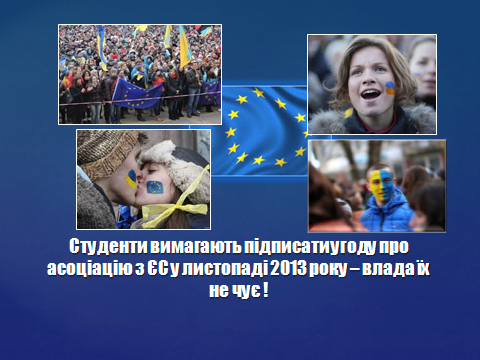 Студенти вимагають підписати угоду про
асоціацію з ЄС у листопаді 2013 року – влада їх
не чує !